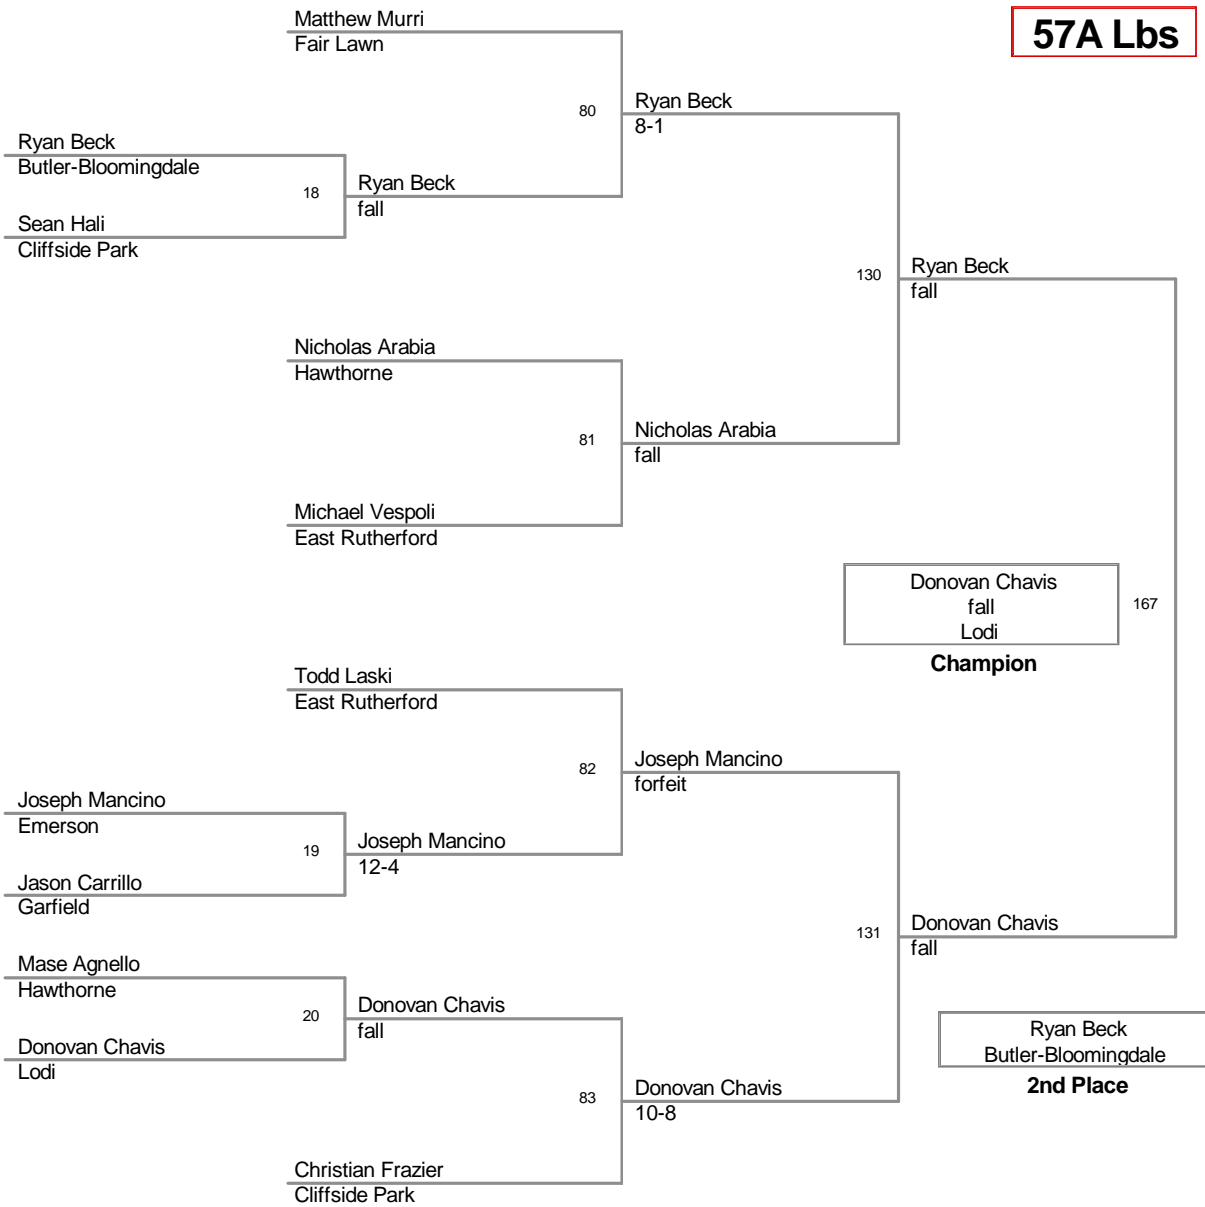 Matthew Murri
Fair Lawn
57A Lbs
80
Ryan Beck
8-1
Ryan Beck
Butler-Bloomingdale
18
Ryan Beck
fall
Sean Hali
Cliffside Park
130
Ryan Beck
fall
Nicholas Arabia
Hawthorne
81
Nicholas Arabia
fall
Michael Vespoli
East Rutherford
Donovan Chavis
fall
Lodi
167
Champion
Todd Laski
East Rutherford
82
Joseph Mancino
forfeit
Joseph Mancino
Emerson
19
Joseph Mancino
12-4
Jason Carrillo
Garfield
131
Donovan Chavis
fall
Mase Agnello
Hawthorne
20
Donovan Chavis
fall
Donovan Chavis
Lodi
Ryan Beck
Butler-Bloomingdale
2nd Place
83
Donovan Chavis
10-8
Christian Frazier
Cliffside Park